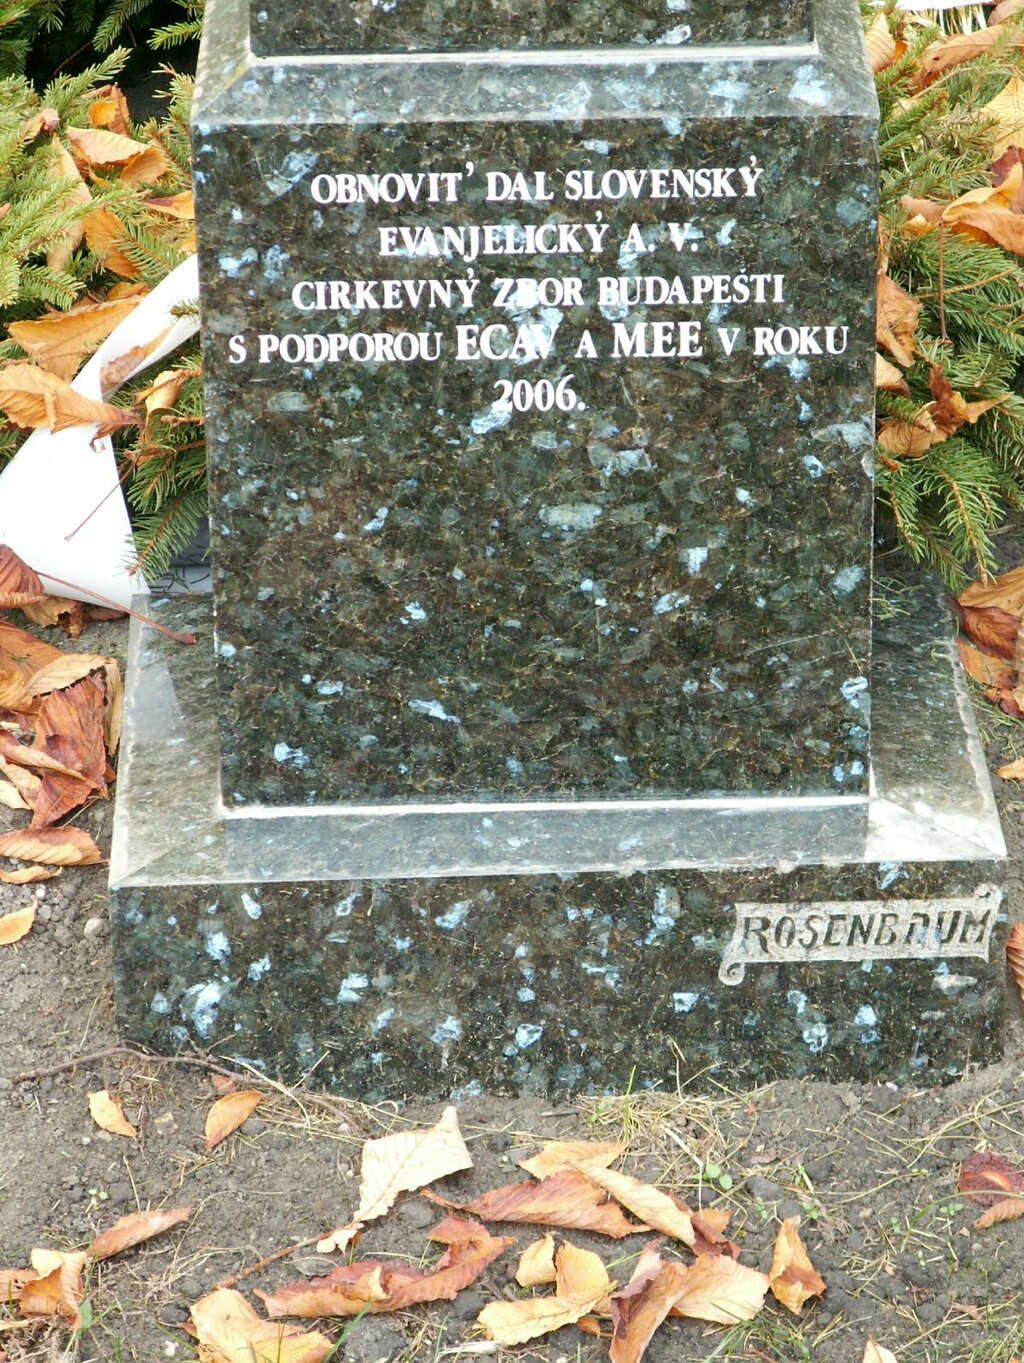 OBNOVIŤ DAL SLOVENSKÝ
EVANJELICKÝ A. V.
CIRKEVNÝ ZBOR BUDAPEŠTI
S PODPOROU ECAV A MEE V ROKU
2006.
ROSENBAUM